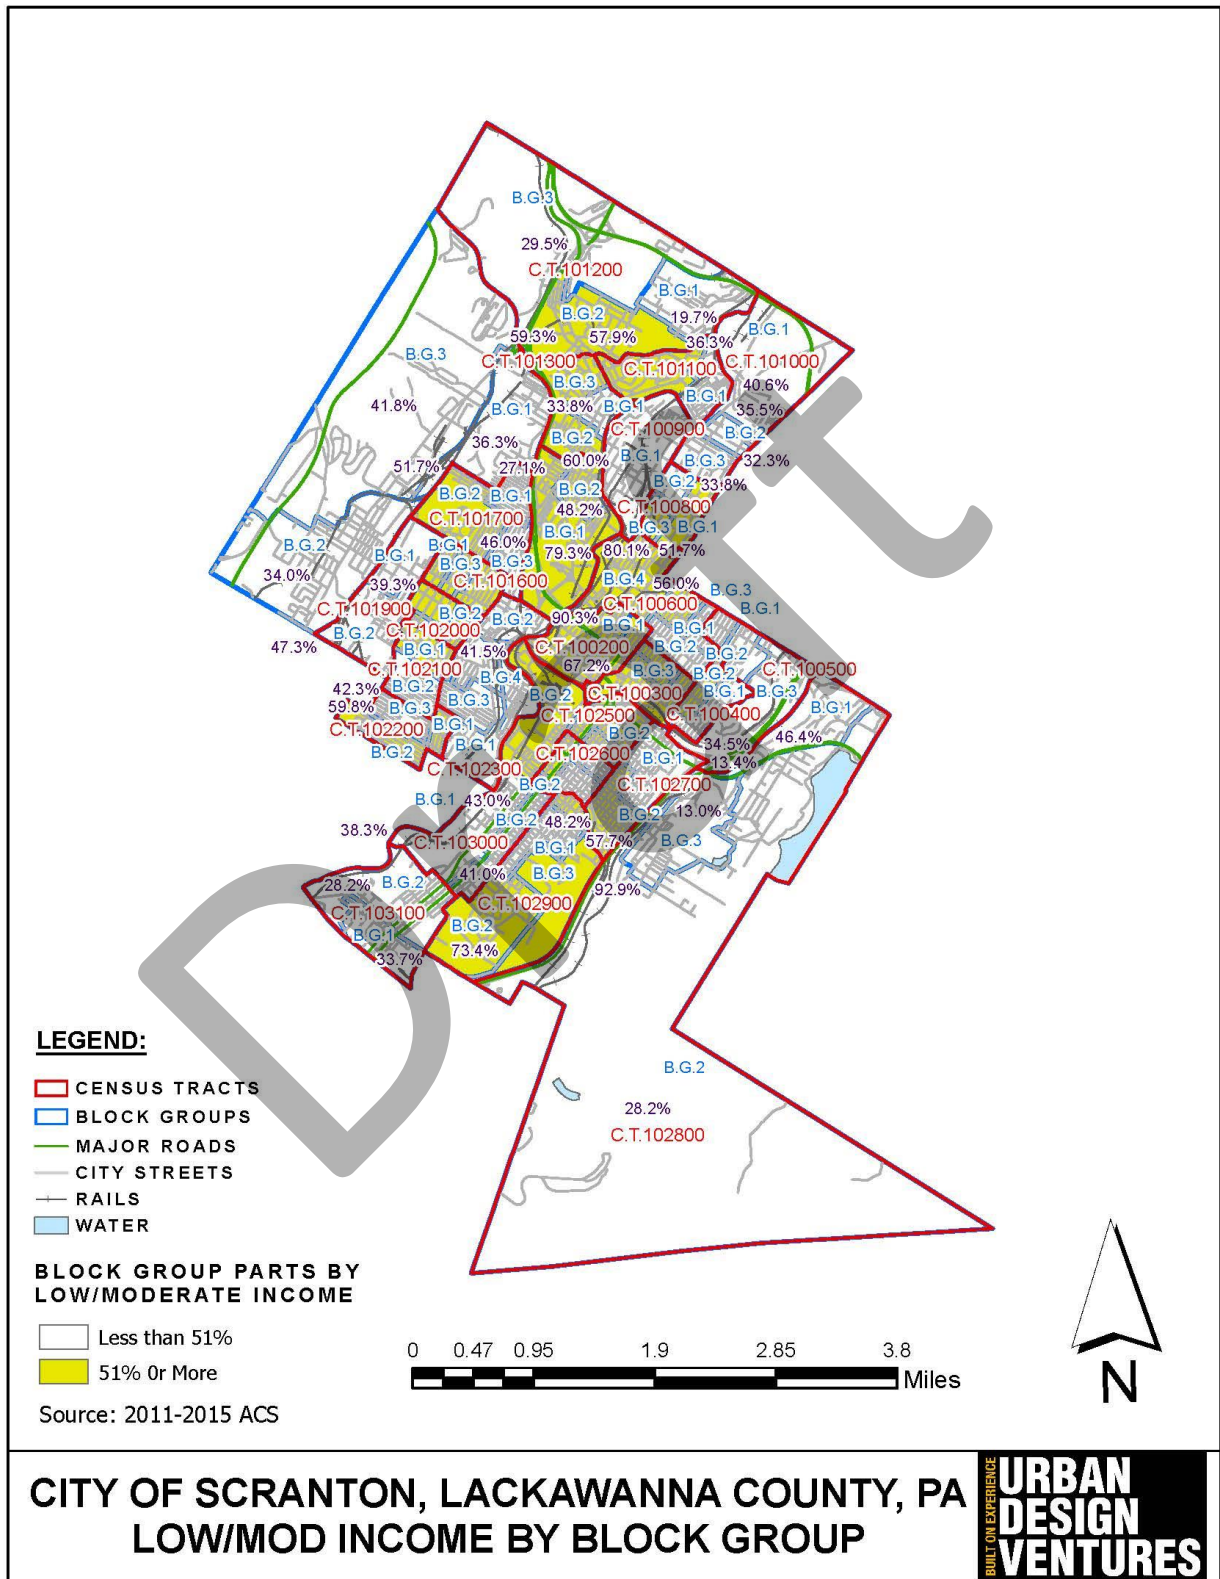 B.G.3
29.5%
C.T.101200
B.G.1
B.G.2
19.7%
B.G.1
59.3%
57.9%
36.3%
B.G.3
C.T.101300
C.T.101100
C.T.101000
B.G.3
40.6%
B.G.1
41.8%
B.G.1
33.8%
B.G.1
35.5%
C.T.100900
B.G.2
36.3%
B.G.2
B.G.1
51.7%
27.1%
60.0%
B.G.3
32.3%
B.G.2
33.8%
B.G.2
B.G.1
B.G.2
48.2%
C.T.100800
C.T.101700
B.G.3
B.G.1
B.G.1
B.G.2
B.G.1
46.0%
79.3%
80.1%
51.7%
B.G.1
B.G.3
B.G.3
34.0%
39.3%
C.T.101600
B.G.4
56.0%
B.G.3
C.T.101900
B.G.2
B.G.2
90.3%
C.T.100600
B.G.1
B.G.2
C.T.102000
B.G.1
B.G.1
47.3%
B.G.1
41.5%
C.T.100200
B.G.2
B.G.2
C.T.102100
67.2%
B.G.3
B.G.2
C.T.100500
42.3%
B.G.2
B.G.4
B.G.2
C.T.100300
B.G.1
B.G.3
59.8%
B.G.3
B.G.3
C.T.102500
C.T.100400
B.G.1
C.T.102200
B.G.1
B.G.2
46.4%
B.G.2
B.G.1
C.T.102600
34.5%
C.T.102300
B.G.1
13.4%
B.G.2
C.T.102700
B.G.1
43.0%
38.3%
B.G.2
48.2%
B.G.2
13.0%
C.T.103000
B.G.1
57.7%
B.G.3
28.2%
B.G.2
41.0%
B.G.3
92.9%
C.T.103100
C.T.102900
B.G.1
B.G.2
33.7%
73.4%
B.G.2
28.2%
C.T.102800
Draft
LEGEND:
CENSUS TRACTS
BLOCK GROUPS
MAJOR ROADS
CITY STREETS
RAILS
WATER
BLOCK GROUP PARTS BY
LOW/MODERATE INCOME
Less than 51%
51% 0r More
Source: 2011-2015 ACS
0 0.47 0.95 1.9 2.85 3.8
Miles
N
CITY OF SCRANTON, LACKAWANNA COUNTY, PA
LOW/MOD INCOME BY BLOCK GROUP
BUILT ON EXPERIENCE
URBAN
DESIGN
VENTURES